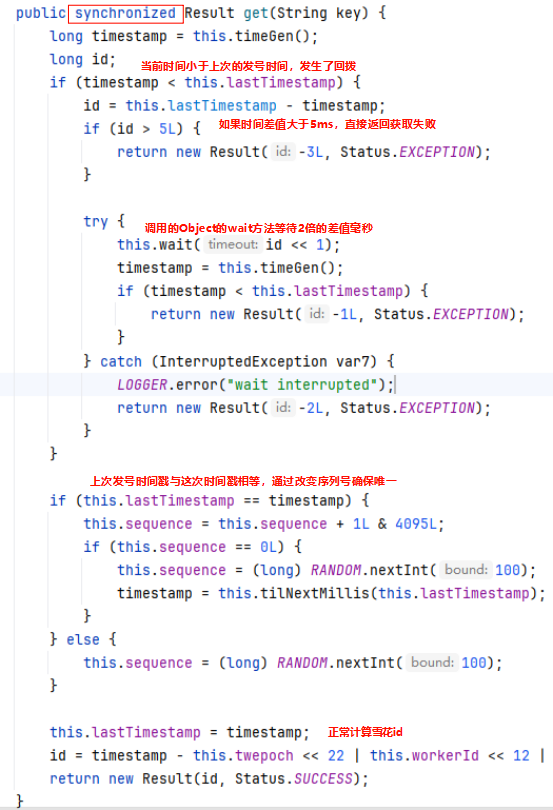 public synchronized Result get(String key) {
long timestamp = this.timeGen();
long id;
当前时间小于上次的发号时间，发生了回拨
if (timestamp < this.lastTimestamp) {
id = this.lastTimestamp - timestamp;
if (id > 5L) { 如果时间差值大于5ms，直接返回获取失败
return new Result( id: -3L, Status.EXCEPTION);
}
try { 调用的Object的wait方法等待2倍的差值毫秒
this.wait( timeout: id << 1);
timestamp = this.timeGen();
if (timestamp < this.lastTimestamp) {
return new Result( id: -1L, Status.EXCEPTION);
}
} catch (InterruptedException var7) {
LOGGER.error("wait interrupted");
return new Result( id: -2L, Status.EXCEPTION);
}
}
上次发号时间戳与这次时间戳相等，通过改变序列号确保唯一
if (this.lastTimestamp == timestamp) {
this.sequence = this.sequence + 1L & 4095L;
if (this.sequence == 0L) {
this.sequence = (long) RANDOM.nextInt( bound: 100);
timestamp = this.tilNextMillis(this.lastTimestamp);
}
} else {
this.sequence = (long) RANDOM.nextInt( bound: 100);
}
this.lastTimestamp = timestamp; 正常计算雪花id
id = timestamp - this.twepoch << 22 | this.workerId << 12 |
return new Result(id, Status.SUCCESS);
}